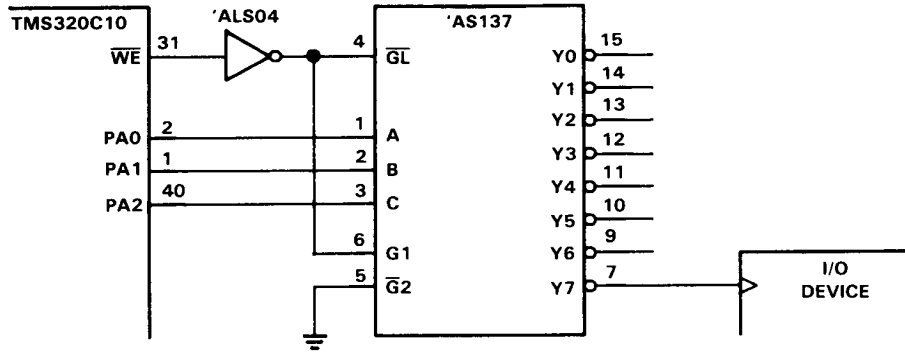 TMS320C10
'ALS04
'AS137
WE
31
4
GL
Y0
15
Y1
14
Y2
13
PA0
2
1
A
Y3
12
PA1
1
2
B
Y4
11
PA2
40
3
C
Y5
10
6
G1
Y6
9
5
G2
Y7
7
I/O
DEVICE